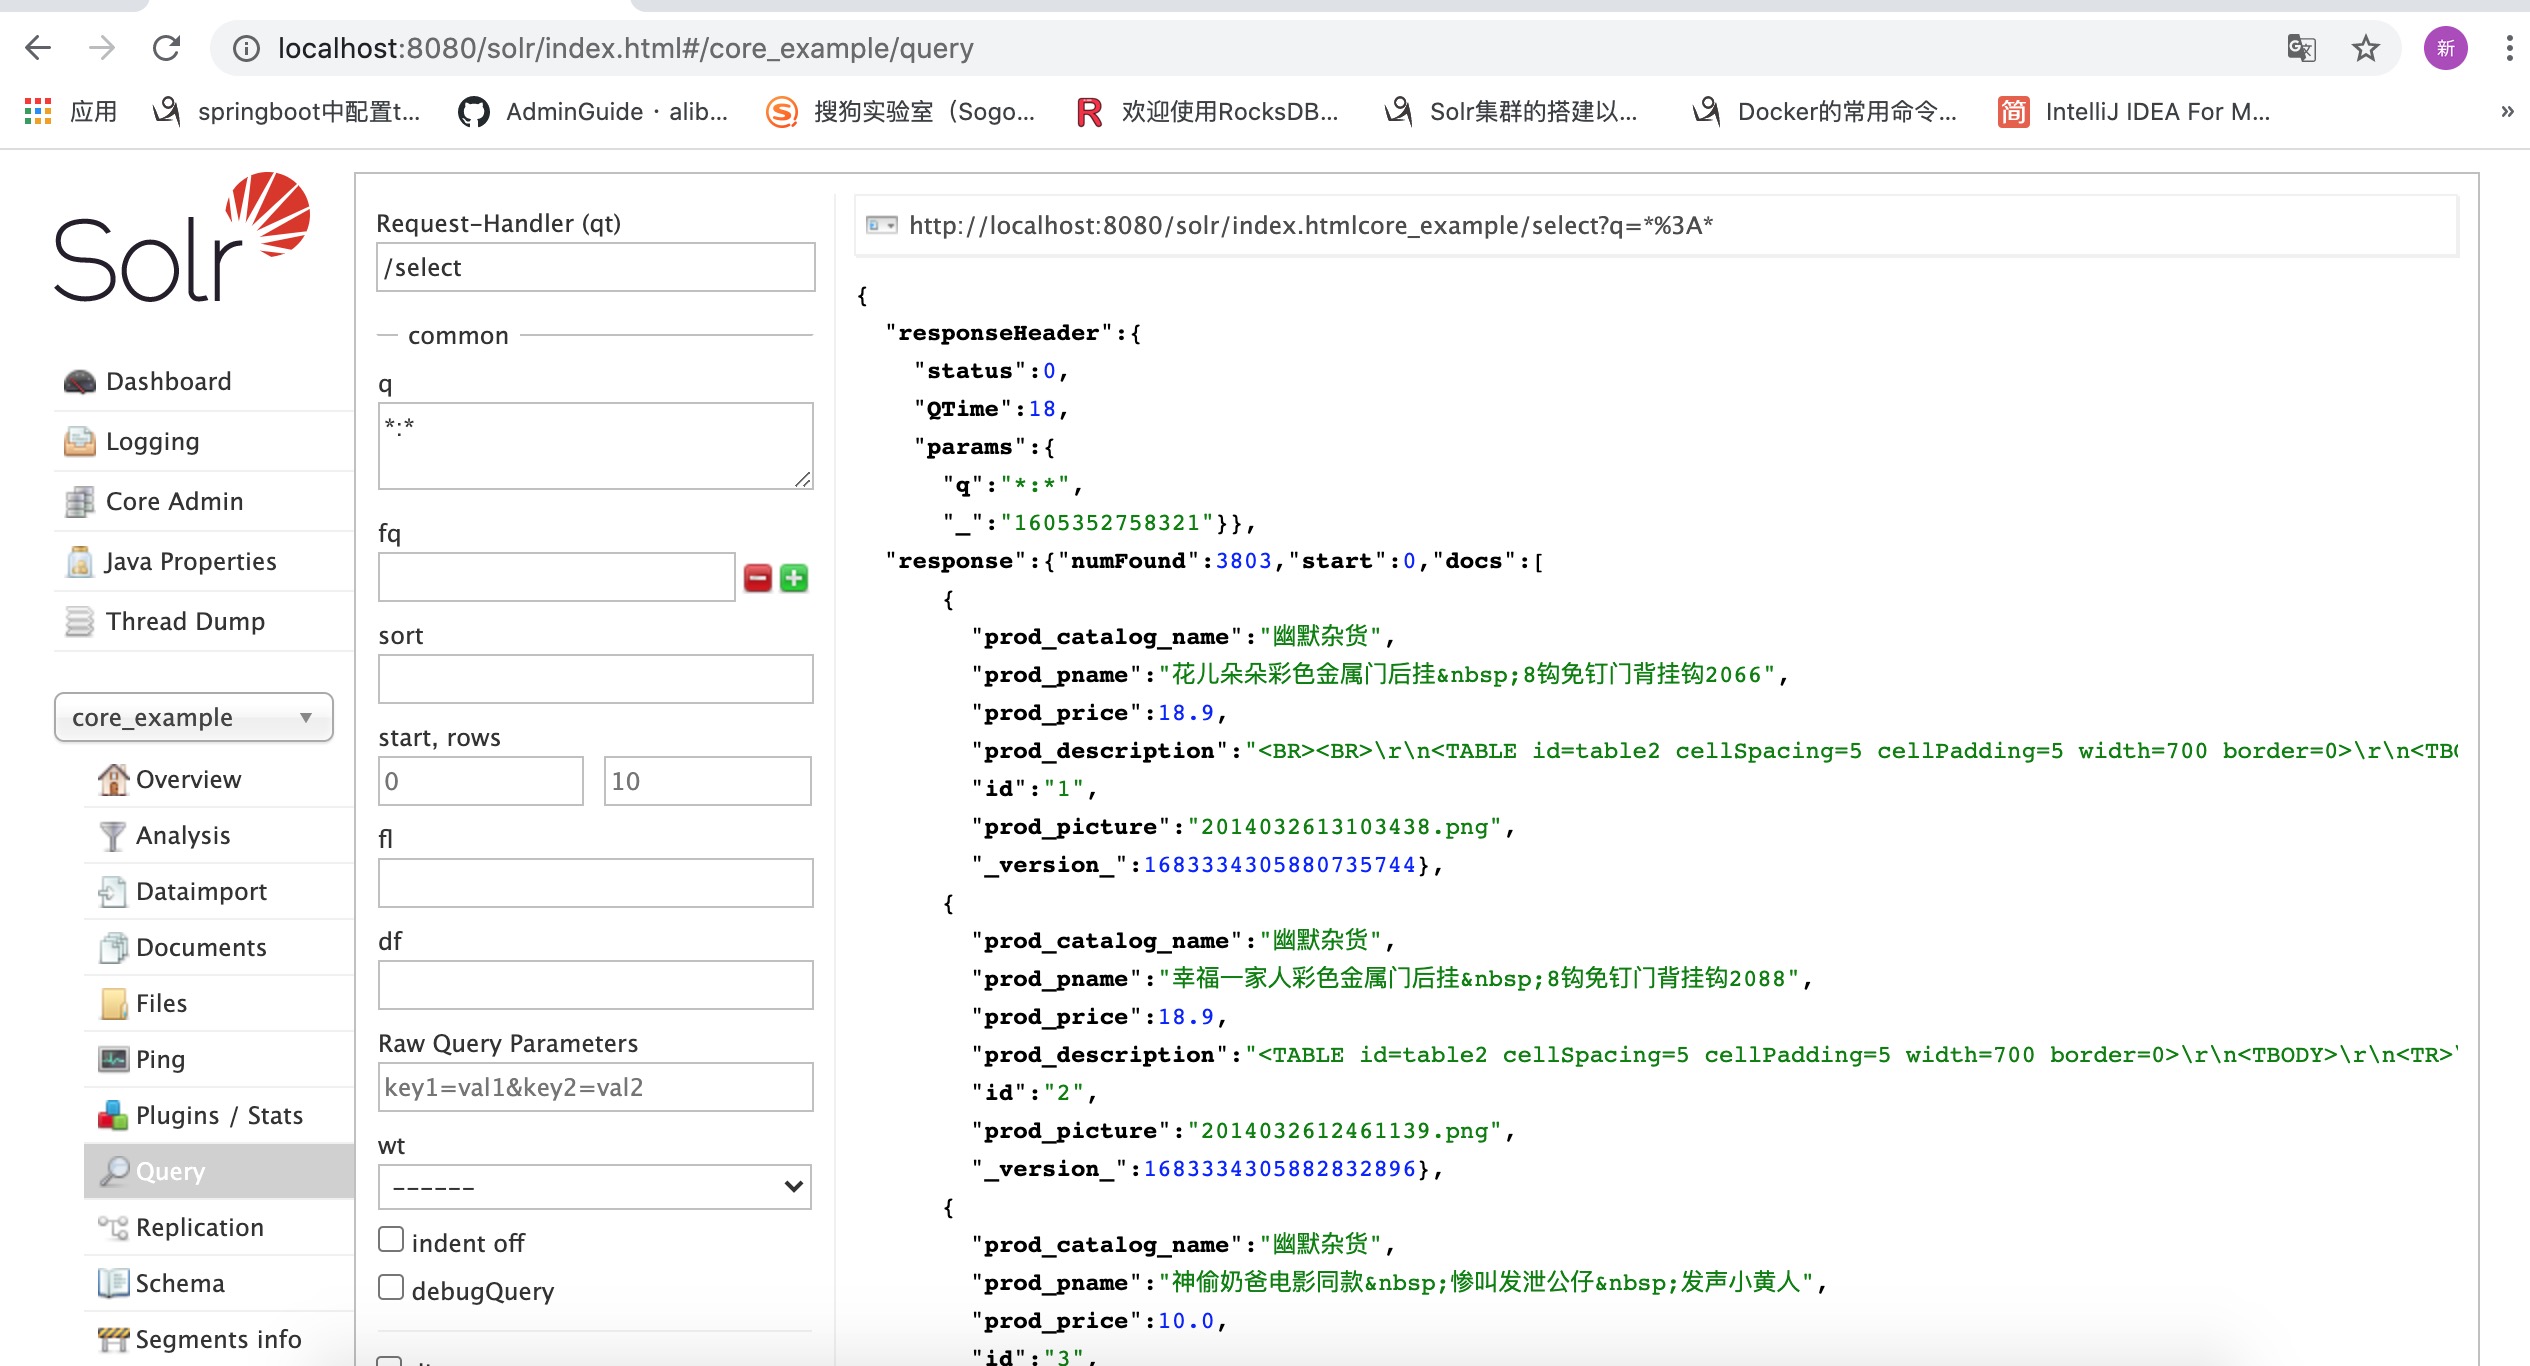 localhost:8080/solr/index.html#/core_example/query
新
应用
springboot中配置t...
AdminGuide · alib...
搜狗实验室（Sogo...
欢迎使用RocksDB...
Solr集群的搭建以...
Docker的常用命令...
简
IntelliJ IDEA For M...
»
Solr
Dashboard
Logging
Core Admin
Java Properties
Thread Dump
core_example
Overview
Analysis
Dataimport
Documents
Files
Ping
Plugins / Stats
Query
Replication
Schema
Segments info
Request-Handler (qt)
/select
common
q
*:*
fq
sort
start, rows
0
10
fl
df
Raw Query Parameters
key1=val1&key2=val2
wt
------
indent off
debugQuery
http://localhost:8080/solr/index.htmlcore_example/select?q=*%3A*
{
"responseHeader":{
"status":0,
"QTime":18,
"params":{
"q":"*:*",
"_":"1605352758321"}},
"response":{"numFound":3803,"start":0,"docs":[
{
"prod_catalog_name":"幽默杂货",
"prod_pname":"花儿朵朵彩色金属门后挂&nbsp;8钩免钉门背挂钩2066",
"prod_price":18.9,
"prod_description":"<BR><BR>\r\n<TABLE id=table2 cellSpacing=5 cellPadding=5 width=700 border=0>\r\n<TBO
"id":"1",
"prod_picture":"2014032613103438.png",
"_version_":1683334305880735744},
{
"prod_catalog_name":"幽默杂货",
"prod_pname":"幸福一家人彩色金属门后挂&nbsp;8钩免钉门背挂钩2088",
"prod_price":18.9,
"prod_description":"<TABLE id=table2 cellSpacing=5 cellPadding=5 width=700 border=0>\r\n<TBODY>\r\n<TR>\
"id":"2",
"prod_picture":"2014032612461139.png",
"_version_":1683334305882832896},
{
"prod_catalog_name":"幽默杂货",
"prod_pname":"神偷奶爸电影同款&nbsp;惨叫发泄公仔&nbsp;发声小黄人",
"prod_price":10.0,
"id":"3",